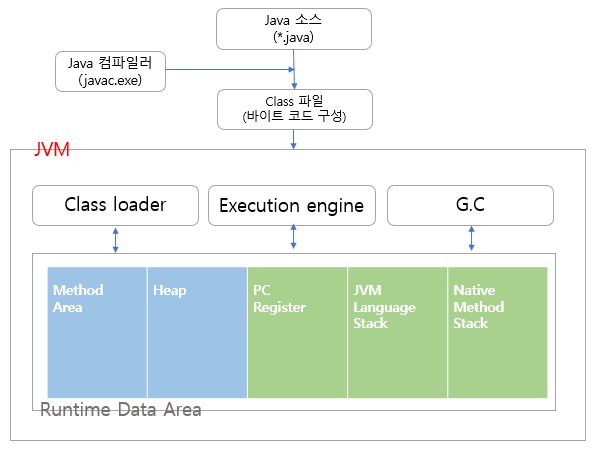 Java 소스
(*.java)
Java 컴파일러
(javac.exe)
Class 파일
(바이트 코드 구성)
JVM
Class loader
Execution engine
G.C
Method
Area
Heap
PC
Register
JVM
Language
Stack
Native
Method
Stack
Runtime Data Area